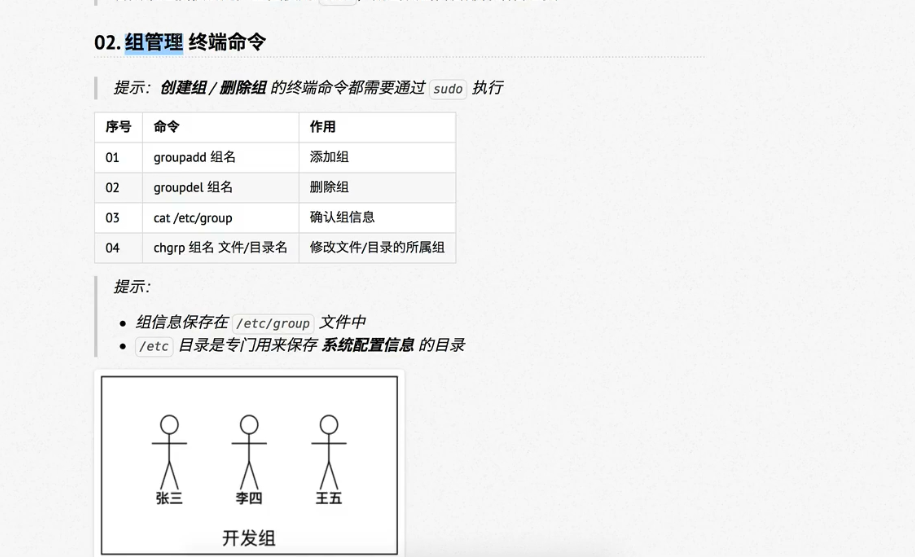 02. 组管理 终端命令
提示：创建组 / 删除组 的终端命令都需要通过 sudo 执行
序号 命令 作用
01 groupadd 组名 添加组
02 groupdel 组名 删除组
03 cat /etc/group 确认组信息
04 chgrp 组名 文件/目录名 修改文件/目录的所属组
提示：
• 组信息保存在 /etc/group 文件中
• /etc 目录是专门用来保存 系统配置信息 的目录
张三 李四 王五
开发组